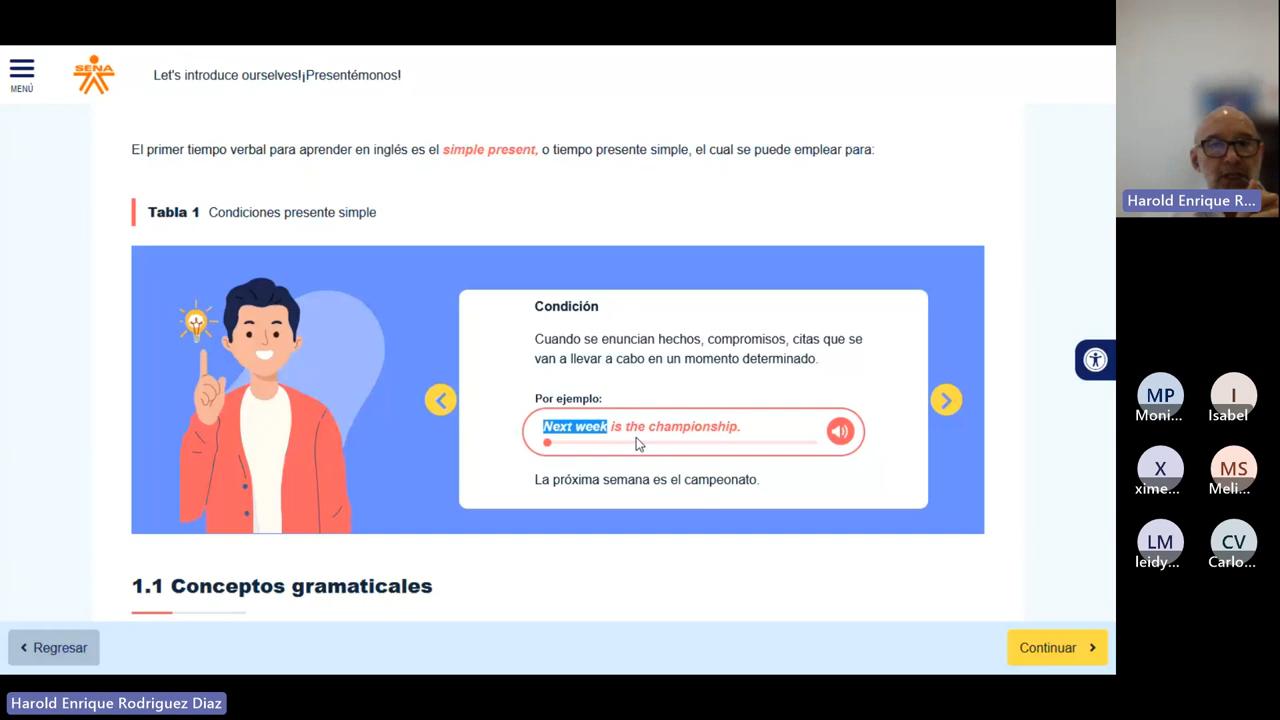 MENÚ
SENA
Let's introduce ourselves!¡Presentémonos!
El primer tiempo verbal para aprender en inglés es el simple present, o tiempo presente simple, el cual se puede emplear para:
Tabla 1 Condiciones presente simple
Condición
Cuando se enuncian hechos, compromisos, citas que se
van a llevar a cabo en un momento determinado.
Por ejemplo:
Next week is the championship.
La próxima semana es el campeonato.
1.1 Conceptos gramaticales
Regresar
Continuar
Harold Enrique Rodriguez Diaz
Harold Enrique R...
MP
Moni...
I
Isabel
X
xime...
MS
Meli...
LM
leidy...
CV
Carlo...